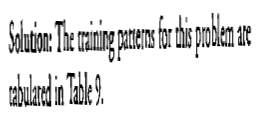 Solution: The training patterns for this problem are
tabulated in Table 9.